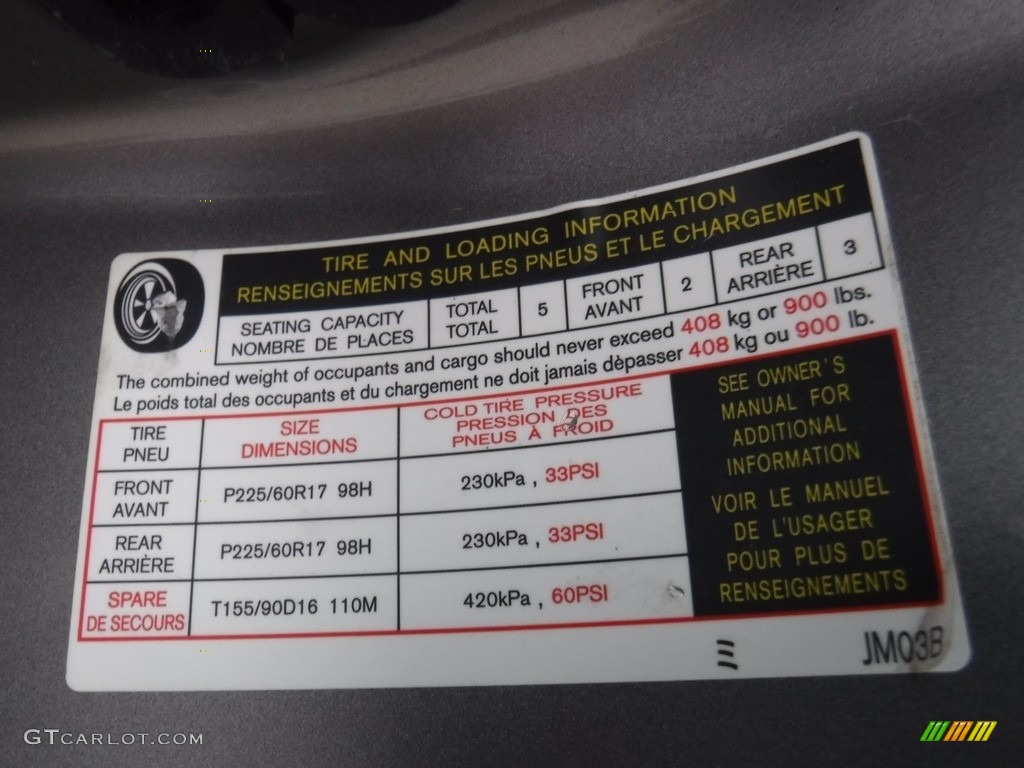 TIRE AND LOADING INFORMATION
RENSEIGNEMENTS SUR LES PNEUS ET LE CHARGEMENT
SEATING CAPACITY
NOMBRE DE PLACES
TOTAL
TOTAL
5
FRONT
AVANT
2
REAR
ARRIÈRE
3
The combined weight of occupants and cargo should never exceed 408 kg or 900 lbs.
Le poids total des occupants et du chargement ne doit jamais dèpasser 408 kg ou 900 lb.
TIRE
PNEU
SIZE
DIMENSIONS
COLD TIRE PRESSURE
PRESSION DES
PNEUS À FROID
FRONT
AVANT
P225/60R17 98H
230kPa , 33PSI
REAR
ARRIÈRE
P225/60R17 98H
230kPa , 33PSI
SPARE
DE SECOURS
T155/90D16 110M
420kPa , 60PSI
SEE OWNER'S
MANUAL FOR
ADDITIONAL
INFORMATION
VOIR LE MANUEL
DE L'USAGER
POUR PLUS DE
RENSEIGNEMENTS
JM03B
GTCARLOT.COM